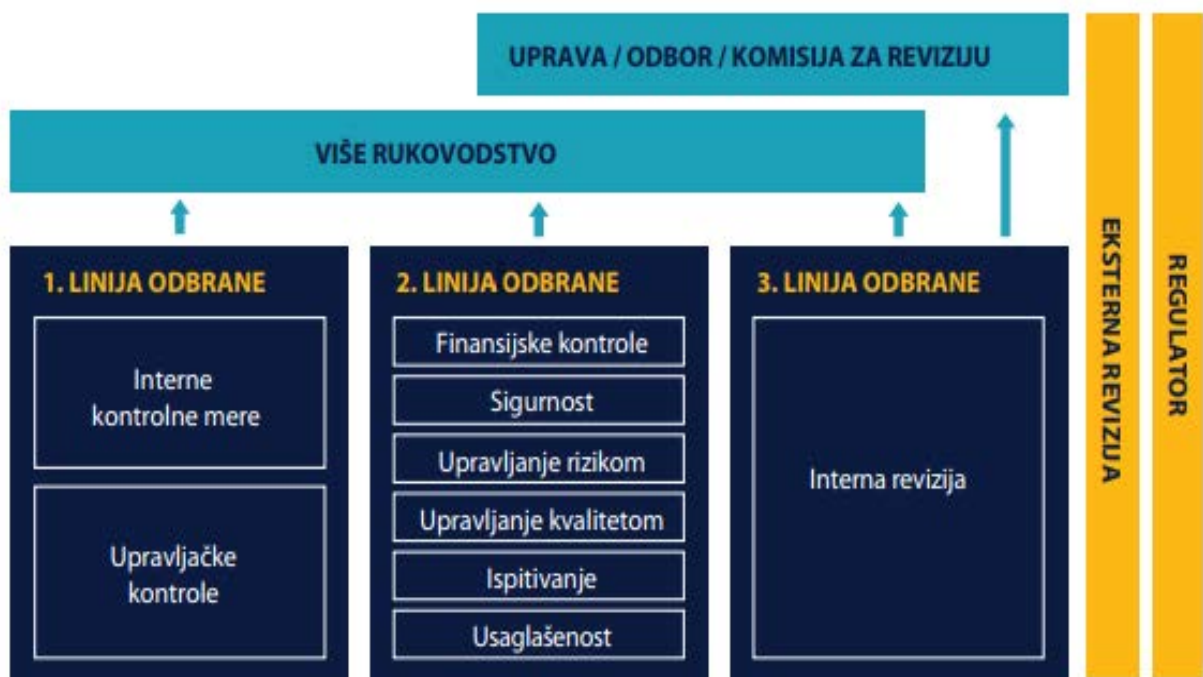 UPRAVA / ODBOR / KOMISIJA ZA REVIZIJU
VIŠE RUKOVODSTVO
1. LINIJA ODBRANE
Interne
kontrolne mere
Upravljačke
kontrole
2. LINIJA ODBRANE
Finansijske kontrole
Sigurnost
Upravljanje rizikom
Upravljanje kvalitetom
Ispitivanje
Usaglašenost
3. LINIJA ODBRANE
Interna revizija
EKSTERNA REVIZIJA
REGULATOR